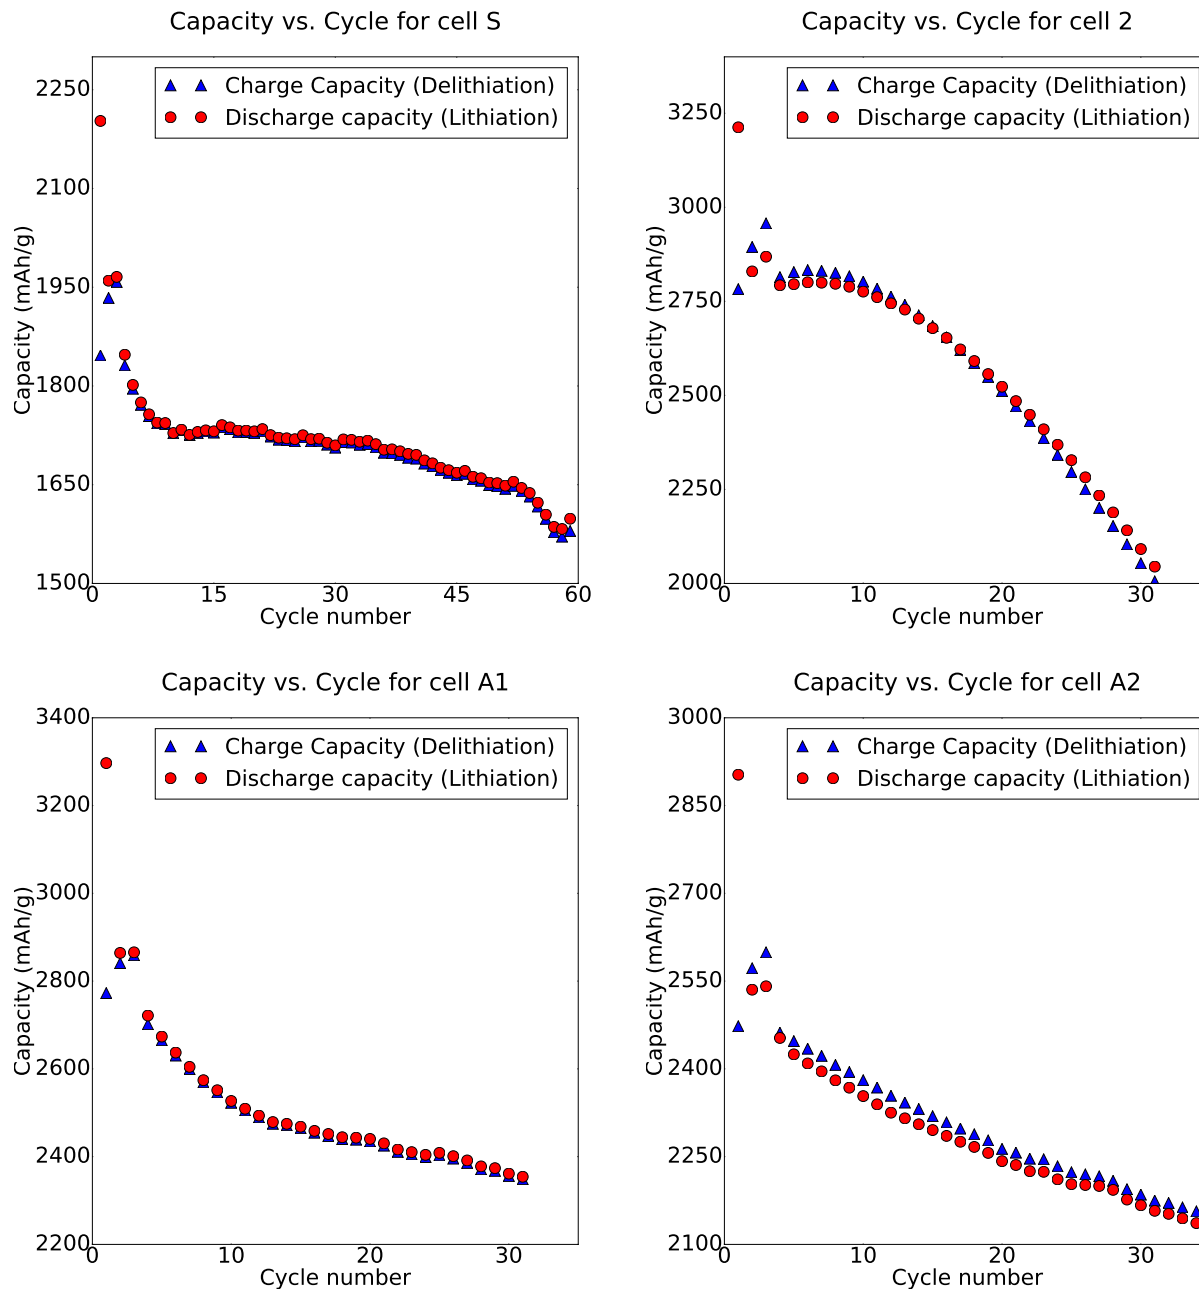 Capacity vs. Cycle for cell S
2250
2100
1950
1800
1650
1500
Capacity (mAh/g)
Charge Capacity (Delithiation)
Discharge capacity (Lithiation)
0 15 30 45 60
Cycle number
Capacity vs. Cycle for cell 2
3250
3000
2750
2500
2250
2000
Capacity (mAh/g)
Charge Capacity (Delithiation)
Discharge capacity (Lithiation)
0 10 20 30
Cycle number
Capacity vs. Cycle for cell A1
3400
3200
3000
2800
2600
2400
2200
Capacity (mAh/g)
Charge Capacity (Delithiation)
Discharge capacity (Lithiation)
0 10 20 30
Cycle number
Capacity vs. Cycle for cell A2
3000
2850
2700
2550
2400
2250
2100
Capacity (mAh/g)
Charge Capacity (Delithiation)
Discharge capacity (Lithiation)
0 10 20 30
Cycle number